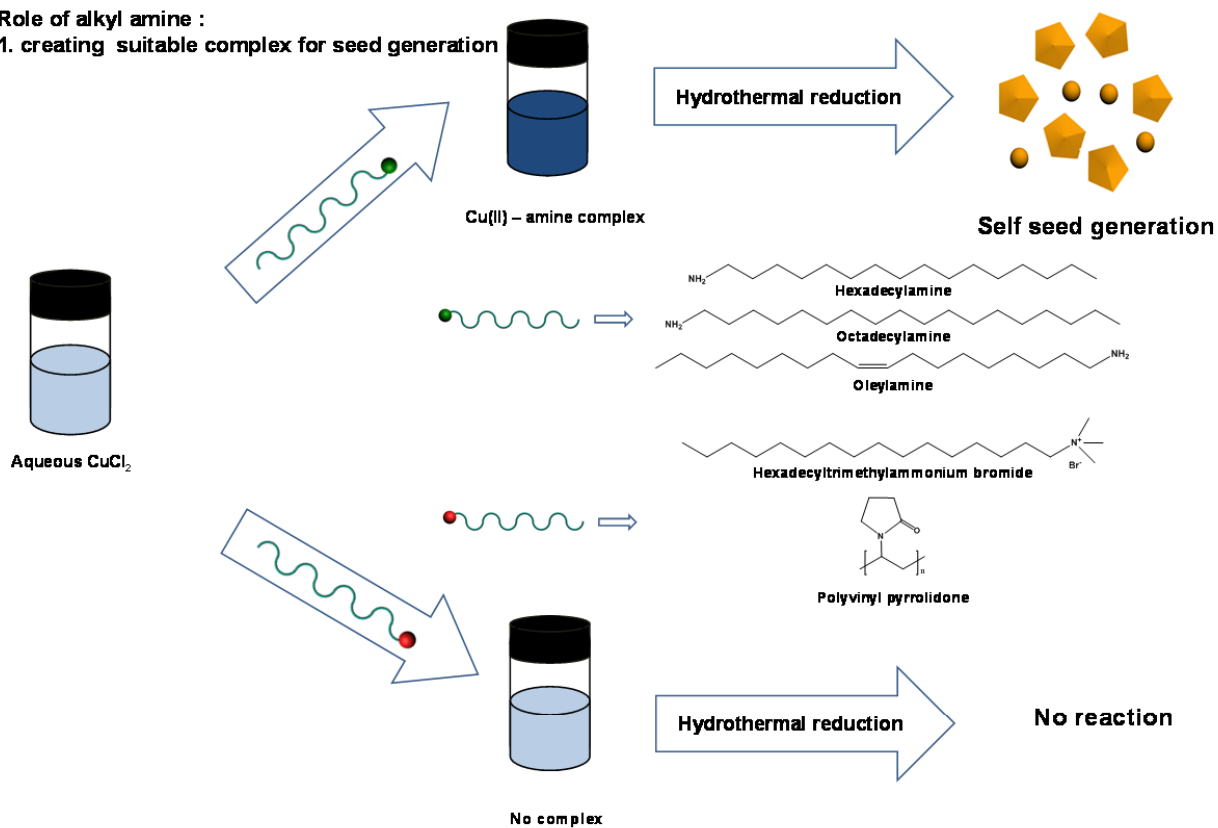 Role of alkyl amine :
1. creating suitable complex for seed generation
Hydrothermal reduction
Cu(II) – amine complex
Self seed generation
NH₂
Hexadecylamine
NH₂
Octadecylamine
NH₂
Oleylamine
Aqueous CuCl₂
N⁺
Br⁻
Hexadecyltrimethylammonium bromide
O
N
n
Polyvinyl pyrrolidone
Hydrothermal reduction
No reaction
No complex